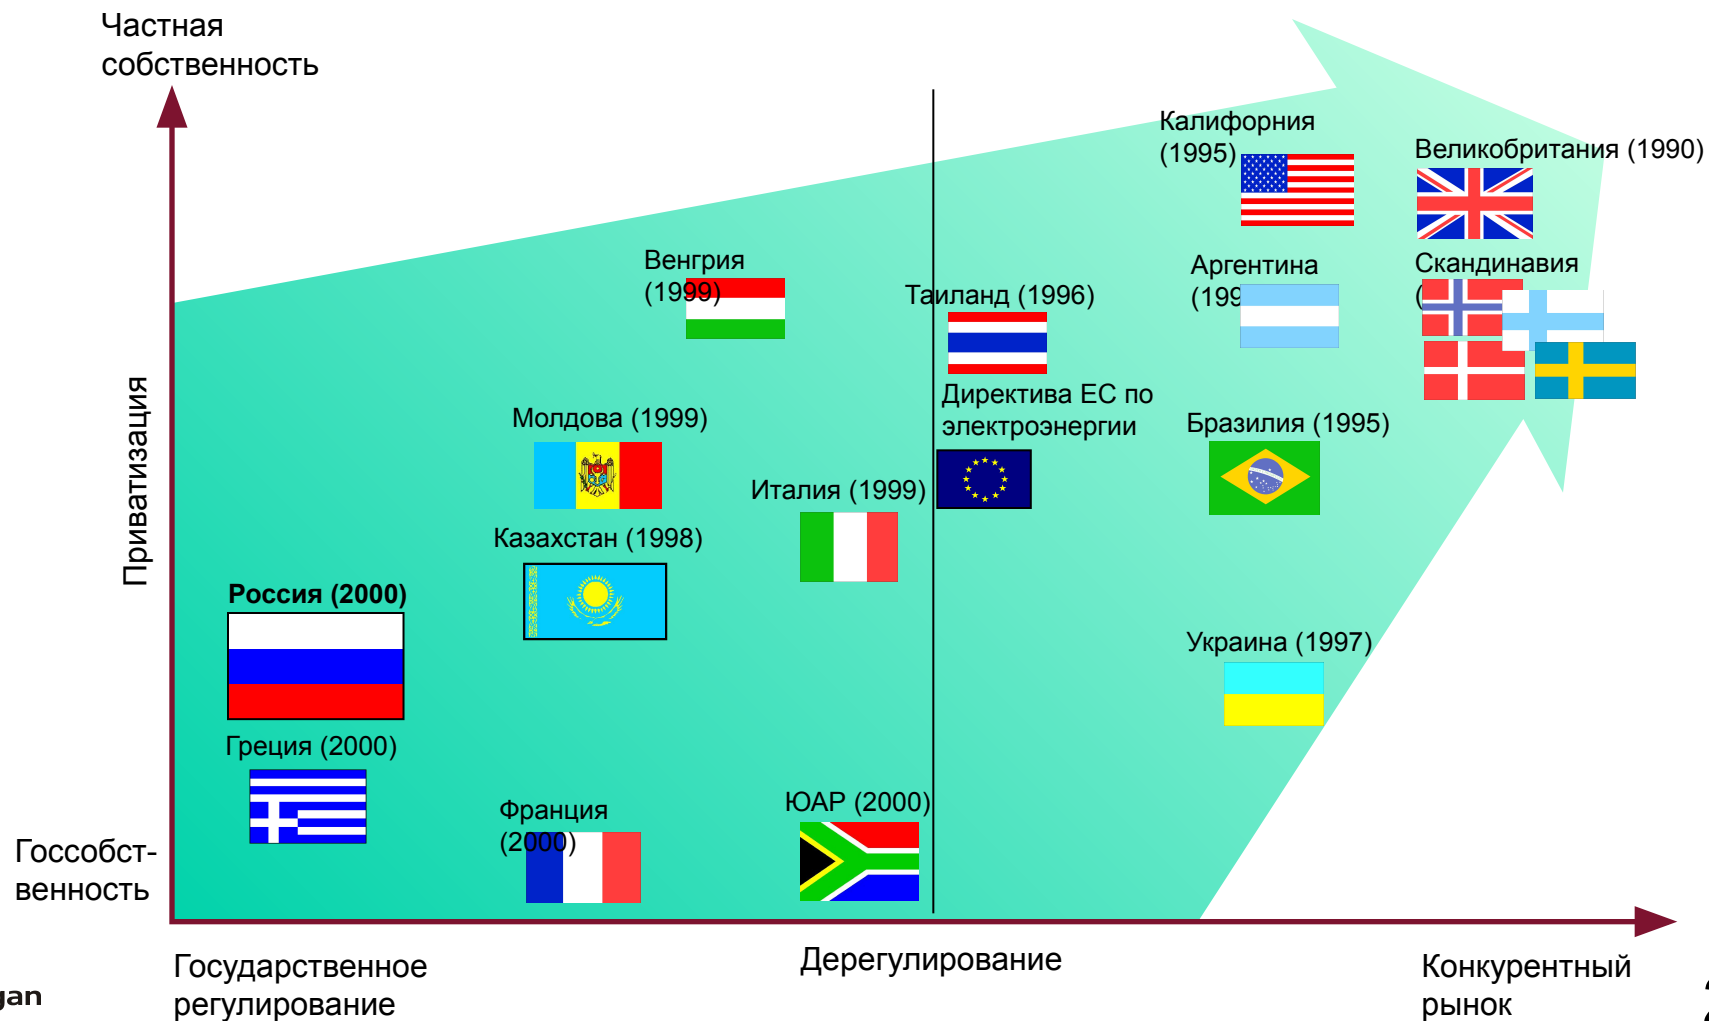 Частная
собственность
Калифорния
(1995)
Великобритания (1990)
Венгрия
(1999)
Таиланд (1996)
Аргентина
Скандинавия
Директива ЕС по
электроэнергии
Молдова (1999)
Бразилия (1995)
Италия (1999)
Казахстан (1998)
Приватизация
Россия (2000)
Украина (1997)
Греция (2000)
Франция
(2000)
ЮАР (2000)
Госсобст-
венность
Государственное
регулирование
Дерегулирование
Конкурентный
рынок